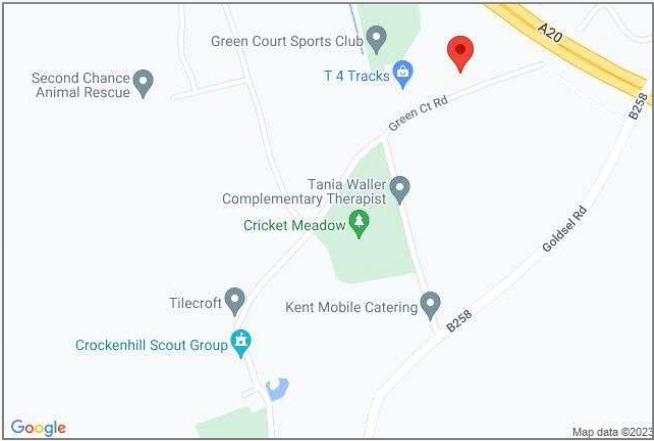 A20
Green Court Sports Club
T 4 Tracks
Second Chance
Animal Rescue
B258
Green Ct Rd
Tania Waller
Complementary Therapist
Cricket Meadow
Goldsel Rd
Tilecroft
Kent Mobile Catering
B258
Crockenhill Scout Group
Google
Map data ©2023